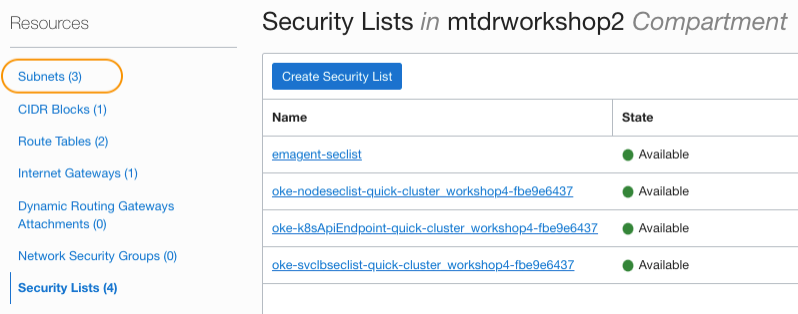 Resources
Subnets (3)
CIDR Blocks (1)
Route Tables (2)
Internet Gateways (1)
Dynamic Routing Gateways
Attachments (0)
Network Security Groups (0)
Security Lists (4)
Security Lists in mtdrworkshop2 Compartment
Create Security List
Name State
emagent-seclist Available
oke-nodeseclist-quick-cluster_workshop4-fbe9e6437 Available
oke-k8sApiEndpoint-quick-cluster_workshop4-fbe9e6437 Available
oke-svclbseclist-quick-cluster_workshop4-fbe9e6437 Available